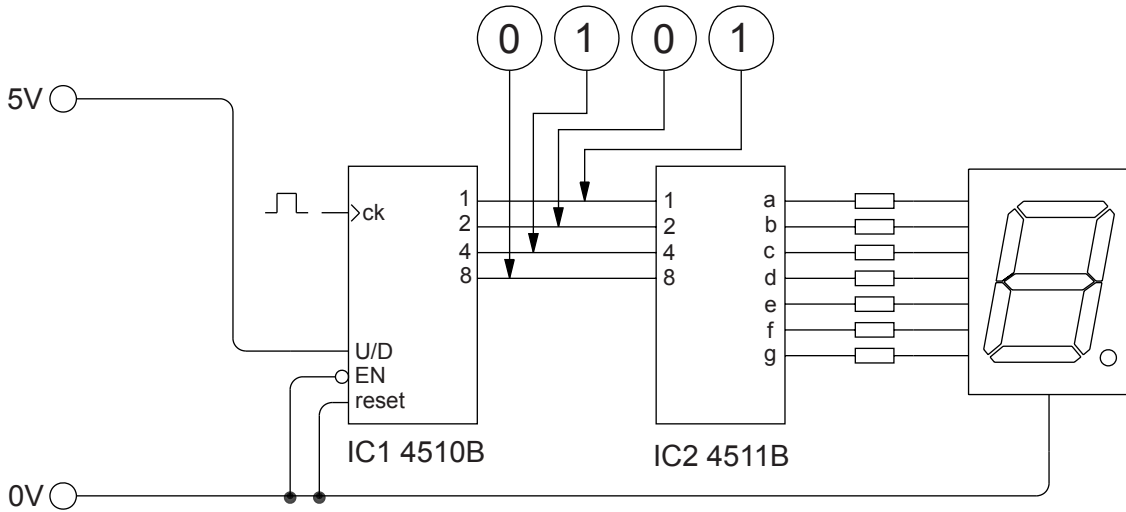 0 1 0 1
5V
ck
1 1 a
2 2 b
4 4 c
8 8 d
e
f
g
U/D
EN
reset
IC1 4510B
IC2 4511B
0V